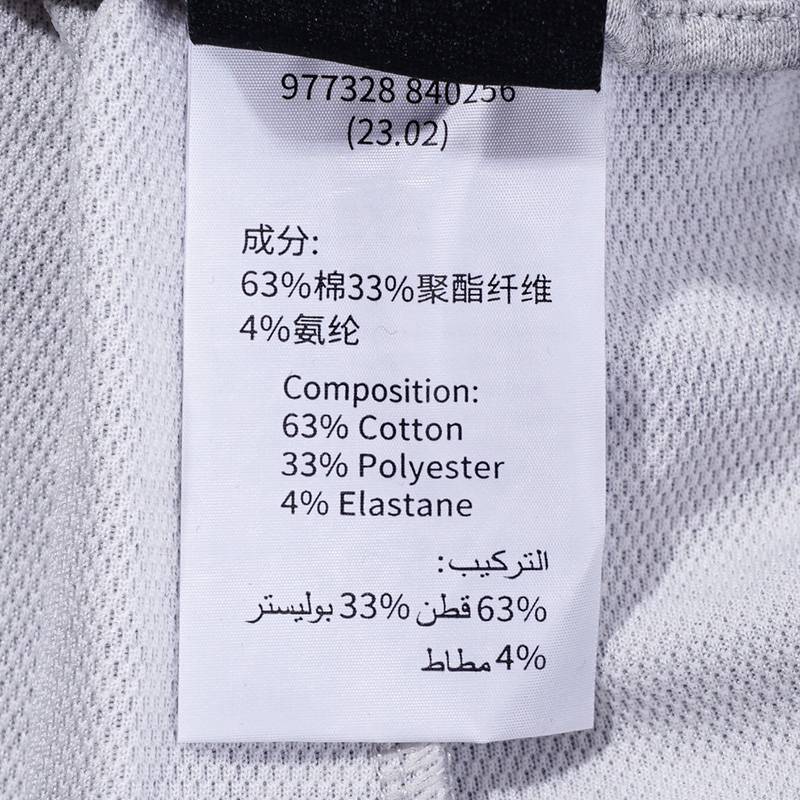 977328 840256
(23.02)
成分:
63%棉33%聚酯纤维
4%氨纶
Composition:
63% Cotton
33% Polyester
4% Elastane
التركيب:
63% قطن 33% بوليستر
4% مطاط